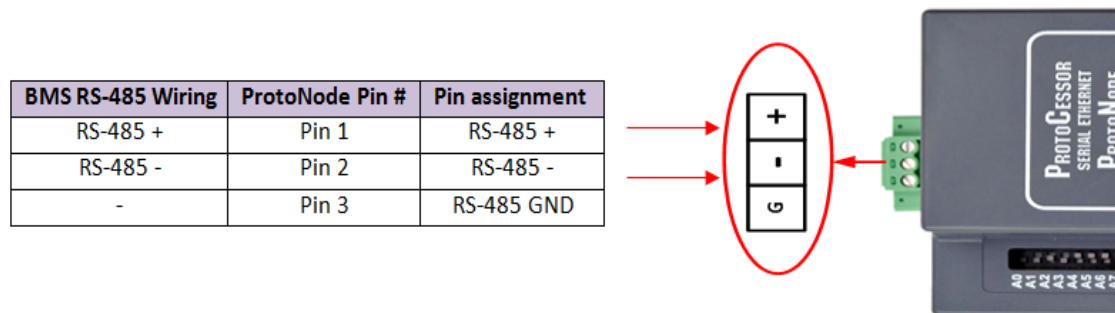 BMS RS-485 Wiring ProtoNode Pin # Pin assignment
RS-485 + Pin 1 RS-485 +
RS-485 - Pin 2 RS-485 -
- Pin 3 RS-485 GND
+
-
G
PROTOCESSOR
SERIAL ETHERNET
PROTONODE
A0
A1
A2
A3
A4
A5
A6
A7